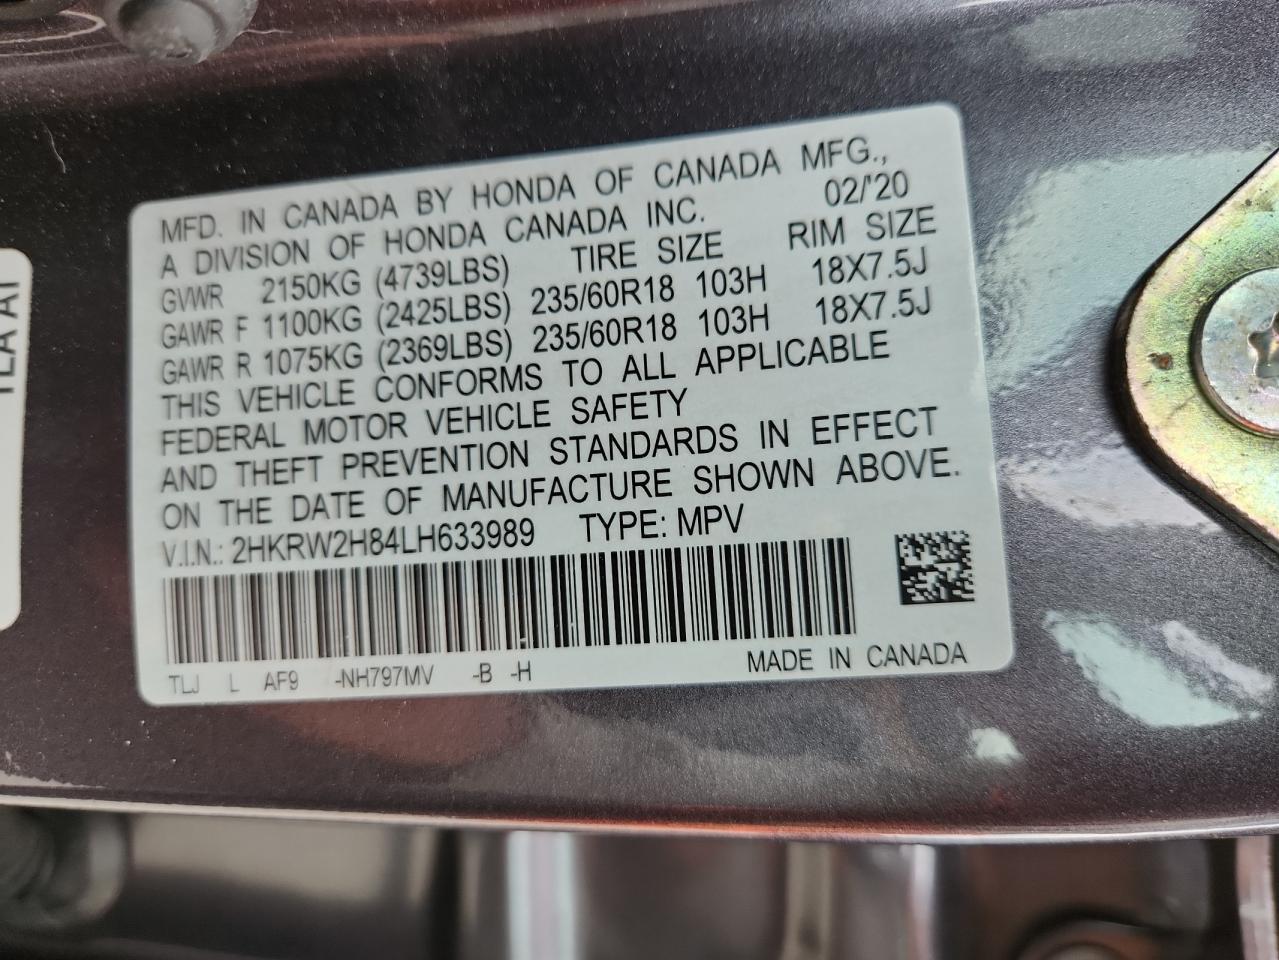 MFD. IN CANADA BY HONDA OF CANADA MFG.,
A DIVISION OF HONDA CANADA INC. 02/'20
GVWR 2150KG (4739LBS) TIRE SIZE RIM SIZE
GAWR F 1100KG (2425LBS) 235/60R18 103H 18X7.5J
GAWR R 1075KG (2369LBS) 235/60R18 103H 18X7.5J
THIS VEHICLE CONFORMS TO ALL APPLICABLE
FEDERAL MOTOR VEHICLE SAFETY
AND THEFT PREVENTION STANDARDS IN EFFECT
ON THE DATE OF MANUFACTURE SHOWN ABOVE.
V.I.N.: 2HKRW2H84LH633989 TYPE: MPV
TLJ L AF9 -NH797MV -B -H MADE IN CANADA